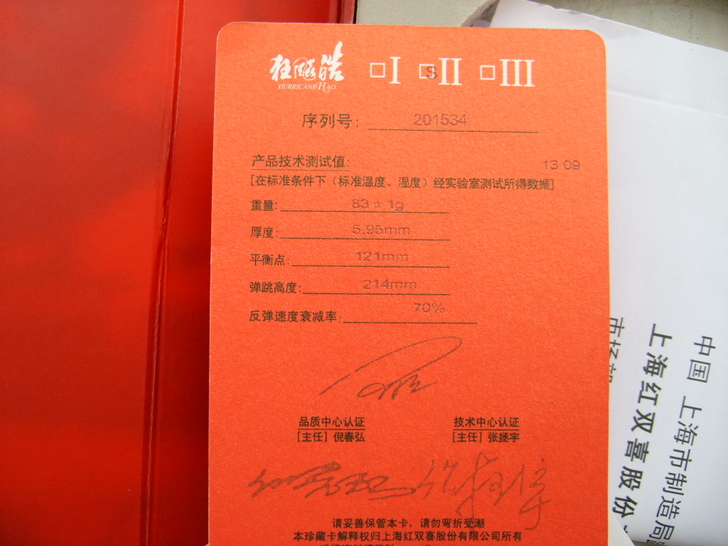 狂飚皓
HURRICANE HAO
□I □II □III
S
序列号: 201534
产品技术测试值: 13 09
[在标准条件下（标准温度、湿度）经实验室测试所得数据]
重量: 83±1g
厚度: 5.95mm
平衡点: 121mm
弹跳高度: 214mm
反弹速度衰减率: 70%
品质中心认证 技术中心认证
[主任] 倪春弘 [主任] 张拯宇
请妥善保管本卡，请勿弯折受潮
本珍藏卡解释权归上海红双喜股份有限公司所有
中国 上海市制造局
上海红双喜股份